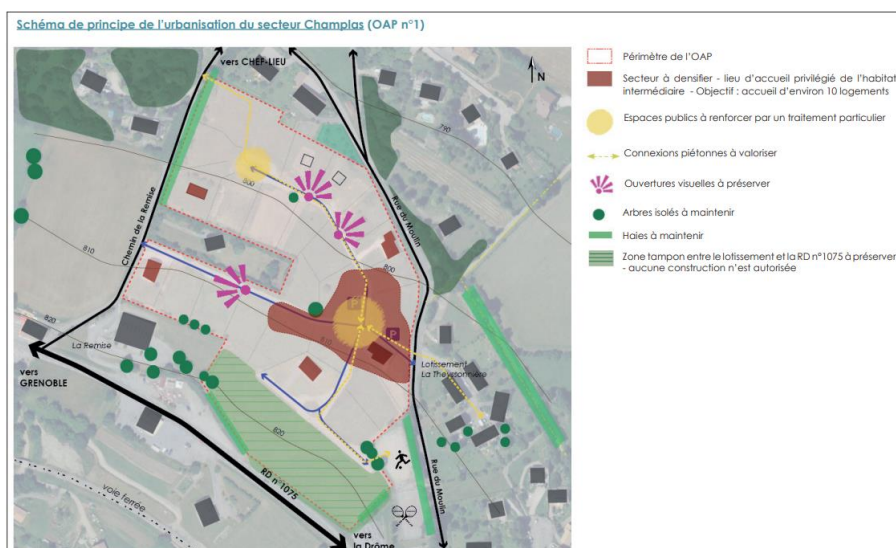 Schéma de principe de l'urbanisation du secteur Champlas (OAP n°1)
vers CHEF-LIEU
N
790
800
Chemin de la Remise
Rue du Moulin
810
800
820
La Remise
P
P
vers
GRENOBLE
Lotissement
La Theyssonnière
820
RD n°1075
Rue du Moulin
voie ferrée
vers
la Drôme
Périmètre de l'OAP
Secteur à densifier - lieu d'accueil privilégié de l'habitat
intermédiaire - Objectif : accueil d'environ 10 logements
Espaces publics à renforcer par un traitement particulier
Connexions piétonnes à valoriser
Ouvertures visuelles à préserver
Arbres isolés à maintenir
Haies à maintenir
Zone tampon entre le lotissement et la RD n°1075 à préserver
- aucune construction n'est autorisée